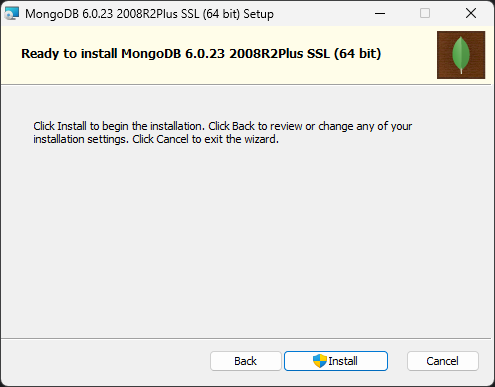 MongoDB 6.0.23 2008R2Plus SSL (64 bit) Setup
Ready to install MongoDB 6.0.23 2008R2Plus SSL (64 bit)
Click Install to begin the installation. Click Back to review or change any of your
installation settings. Click Cancel to exit the wizard.
Back
Install
Cancel